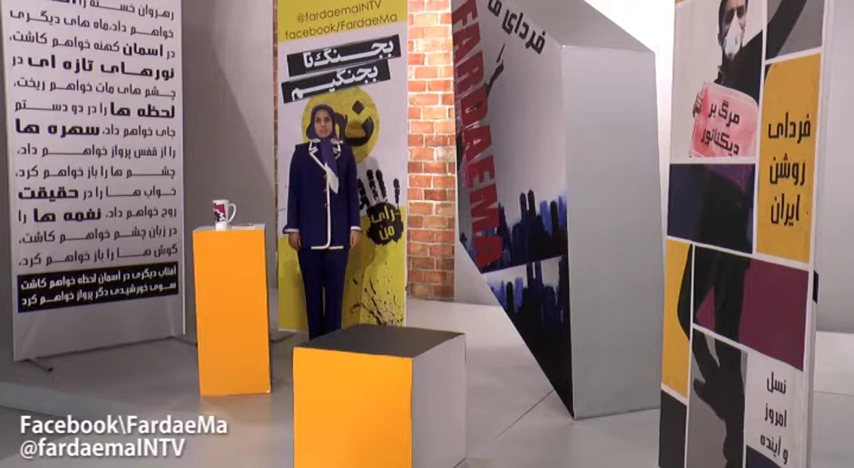 رهروان خسته را
خواهم داد، ماه های دیگری
در آسمان کهنه خواهم کاشت،
نورهای تازه ای در
چشم های مات خواهم ریخت،
لحظه ها را در دو دستم
جای خواهم داد، سهره ها
را از قفس پرواز خواهم داد،
چشم ها را باز خواهم کرد،
خواب ها را در حقیقت
روح خواهم داد، نغمه ها را
در زبان چشم خواهم کاشت،
گوش ها را باز خواهم کرد،
آفتاب دیگری در آسمان لحظه خواهم کاشت
سوی خورشیدی دگر پرواز خواهم کرد
@fardaemaINTV
facebook/FardaeMa
بجنگ تا
بجنگیم
رای
من
فردای
FARDAEMA
مرگ بر
دیکتاتور
فردای
روشن
ایران
نسل
امروز
و آینده
Facebook\FardaeMa
@fardaemaINTV